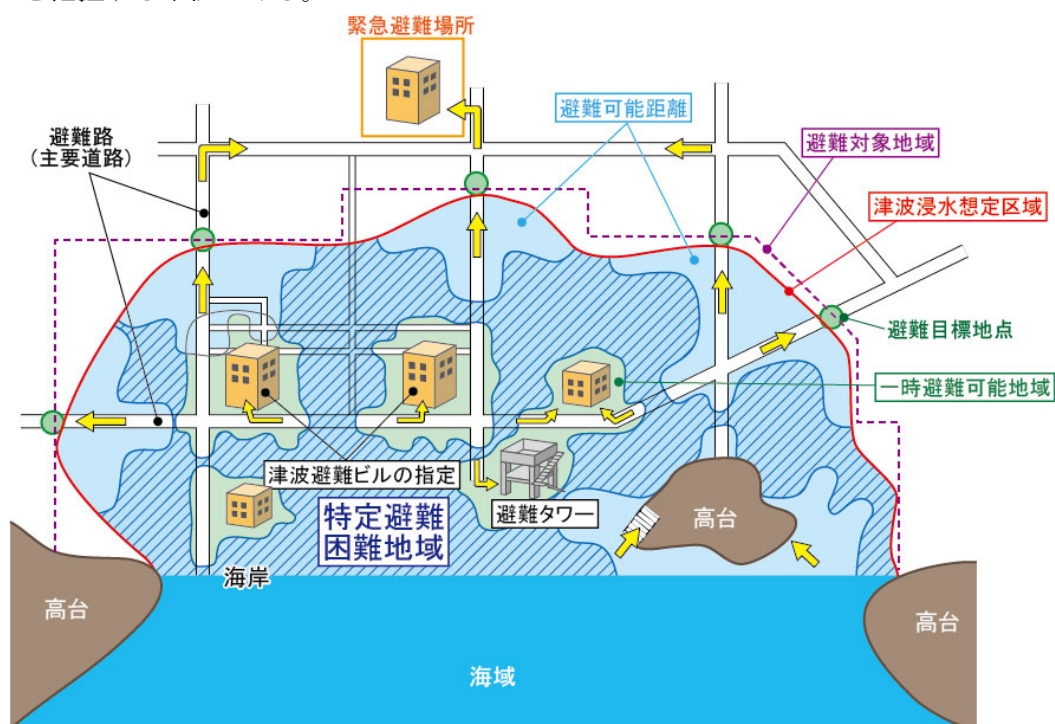 緊急避難場所
避難可能距離
避難路
(主要道路)
避難対象地域
津波浸水想定区域
避難目標地点
一時避難可能地域
津波避難ビルの指定
特定避難
困難地域
避難タワー
高台
海岸
高台
高台
海域